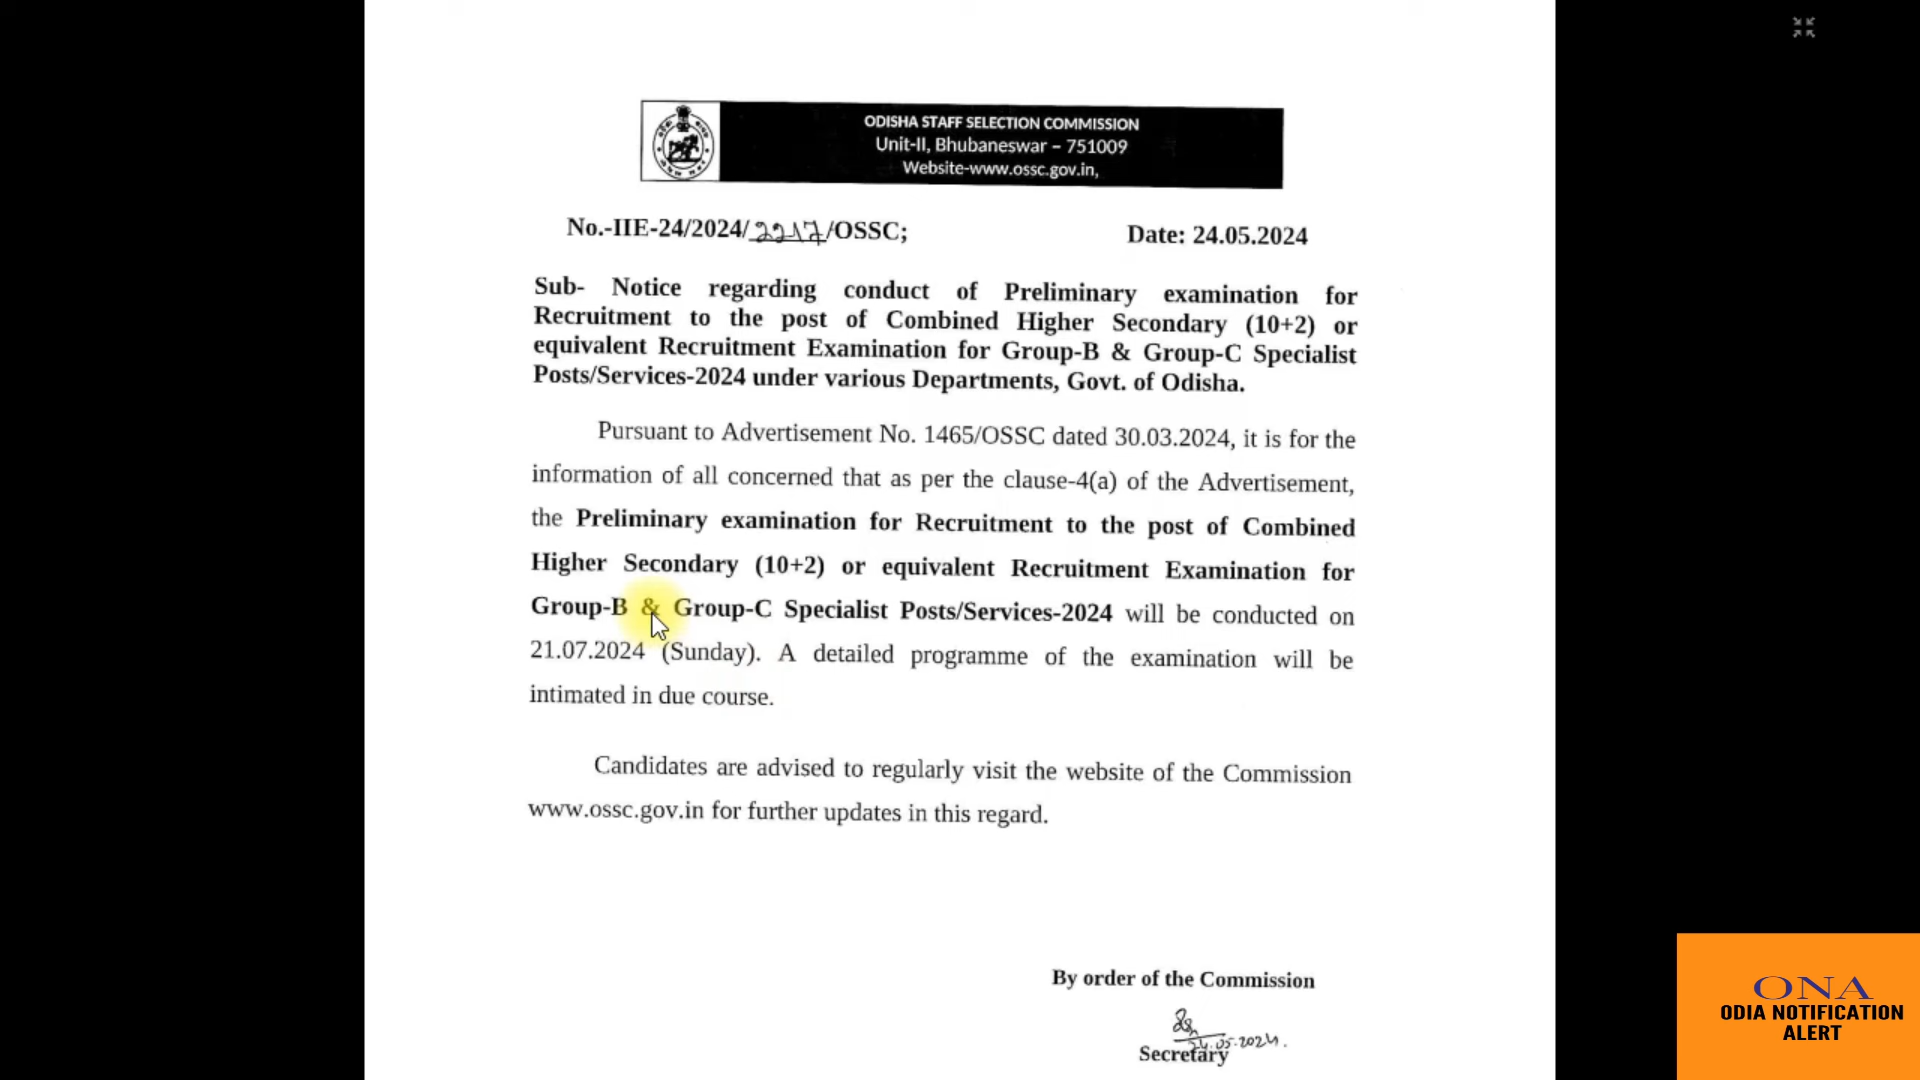 ODISHA STAFF SELECTION COMMISSION
Unit-II, Bhubaneswar – 751009
Website-www.ossc.gov.in,
No.-IIE-24/2024/2217/OSSC;
Date: 24.05.2024
Sub- Notice regarding conduct of Preliminary examination for
Recruitment to the post of Combined Higher Secondary (10+2) or
equivalent Recruitment Examination for Group-B & Group-C Specialist
Posts/Services-2024 under various Departments, Govt. of Odisha.
Pursuant to Advertisement No. 1465/OSSC dated 30.03.2024, it is for the
information of all concerned that as per the clause-4(a) of the Advertisement,
the Preliminary examination for Recruitment to the post of Combined
Higher Secondary (10+2) or equivalent Recruitment Examination for
Group-B & Group-C Specialist Posts/Services-2024 will be conducted on
21.07.2024 (Sunday). A detailed programme of the examination will be
intimated in due course.
Candidates are advised to regularly visit the website of the Commission
www.ossc.gov.in for further updates in this regard.
By order of the Commission
24.05.2024.
Secretary
ONA
ODIA NOTIFICATION
ALERT